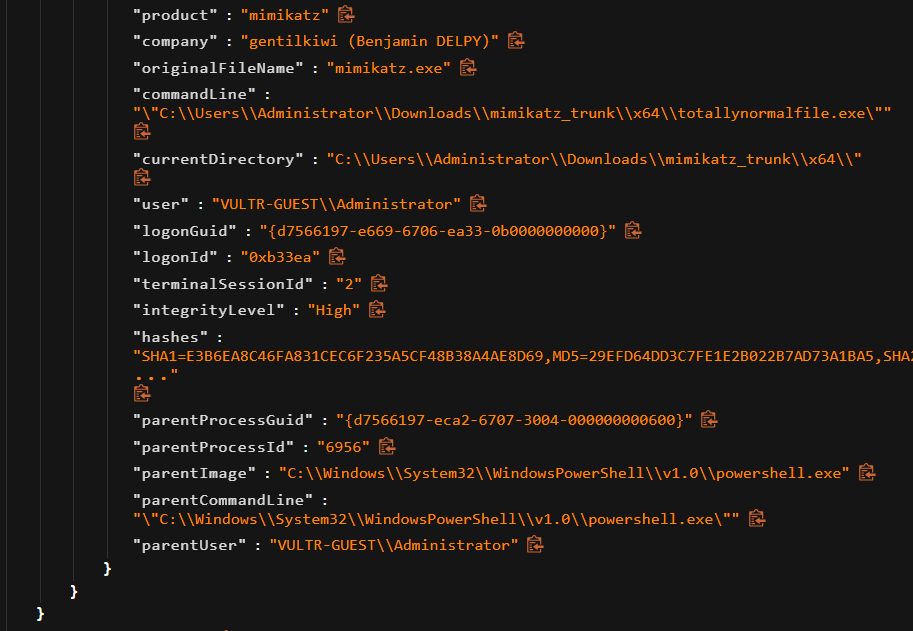 "product" : "mimikatz"
"company" : "gentilkiwi (Benjamin DELPY)"
"originalFileName" : "mimikatz.exe"
"commandLine" :
"\"C:\\Users\\Administrator\\Downloads\\mimikatz_trunk\\x64\\totallynormalfile.exe\""
"currentDirectory" : "C:\\Users\\Administrator\\Downloads\\mimikatz_trunk\\x64\\"
"user" : "VULTR-GUEST\\Administrator"
"logonGuid" : "{d7566197-e669-6706-ea33-0b0000000000}"
"logonId" : "0xb33ea"
"terminalSessionId" : "2"
"integrityLevel" : "High"
"hashes" :
"SHA1=E3B6EA8C46FA831CEC6F235A5CF48B38A4AE8D69,MD5=29EFD64DD3C7FE1E2B022B7AD73A1BA5,SHA2
..."
"parentProcessGuid" : "{d7566197-eca2-6707-3004-000000000600}"
"parentProcessId" : "6956"
"parentImage" : "C:\\Windows\\System32\\WindowsPowerShell\\v1.0\\powershell.exe"
"parentCommandLine" :
"\"C:\\Windows\\System32\\WindowsPowerShell\\v1.0\\powershell.exe\""
"parentUser" : "VULTR-GUEST\\Administrator"
}
}
}